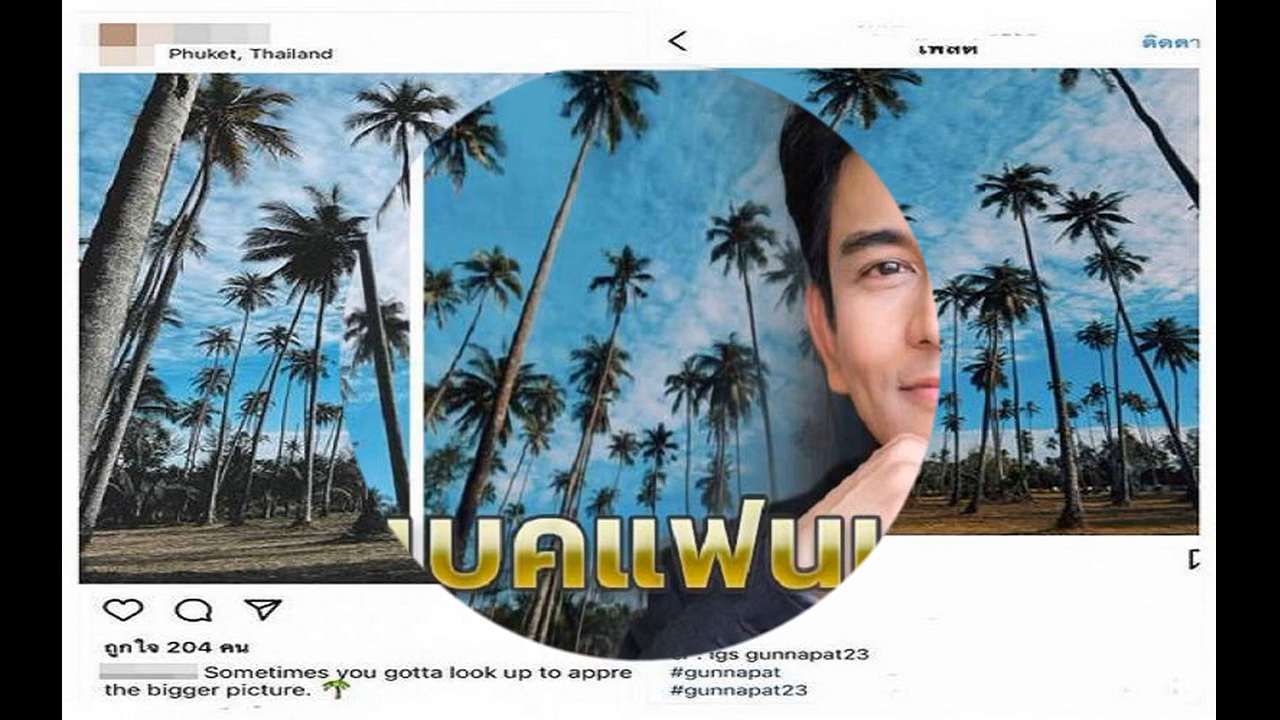 Phuket, Thailand
โพสต์
ติดตา
บคแฟน
ถูกใจ 204 คน
Sometimes you gotta look up to appre
the bigger picture. 🌴
igs gunnapat23
#gunnapat
#gunnapat23